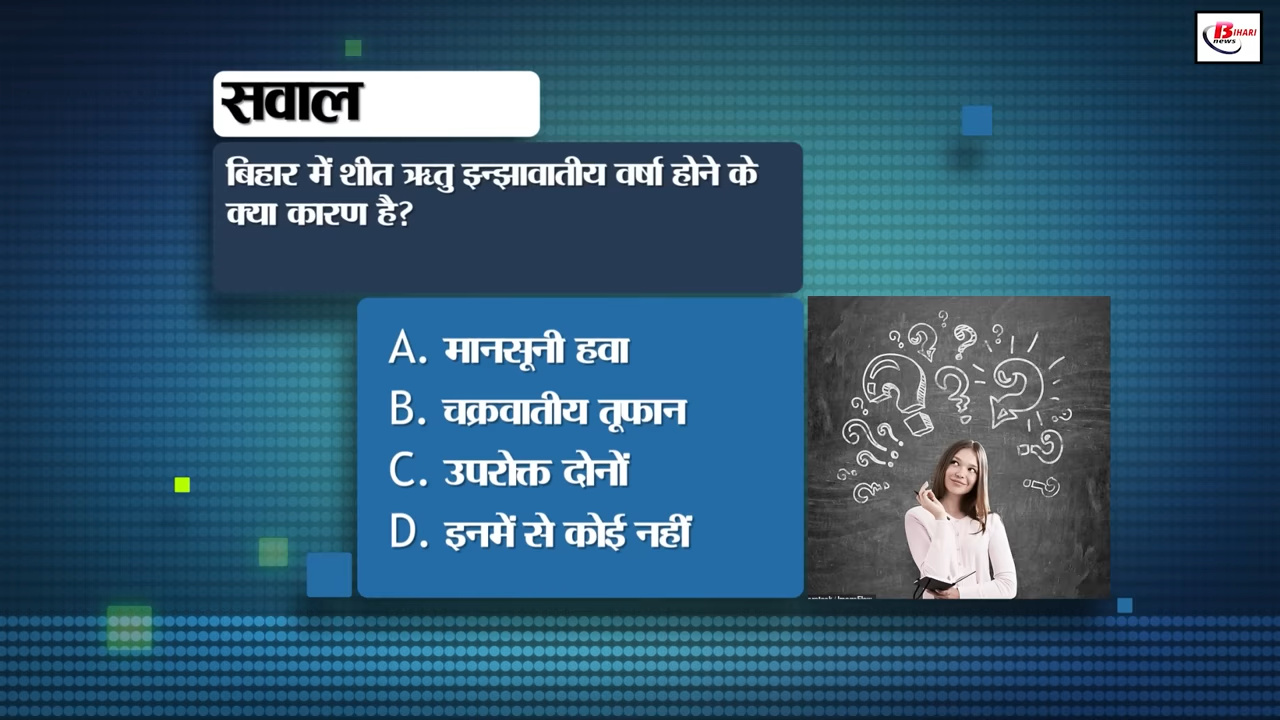 BIHARI
news
सवाल
बिहार में शीत ऋतु इन्झावातीय वर्षा होने के
क्या कारण है?
A. मानसूनी हवा
B. चक्रवातीय तूफान
C. उपरोक्त दोनों
D. इनमें से कोई नहीं